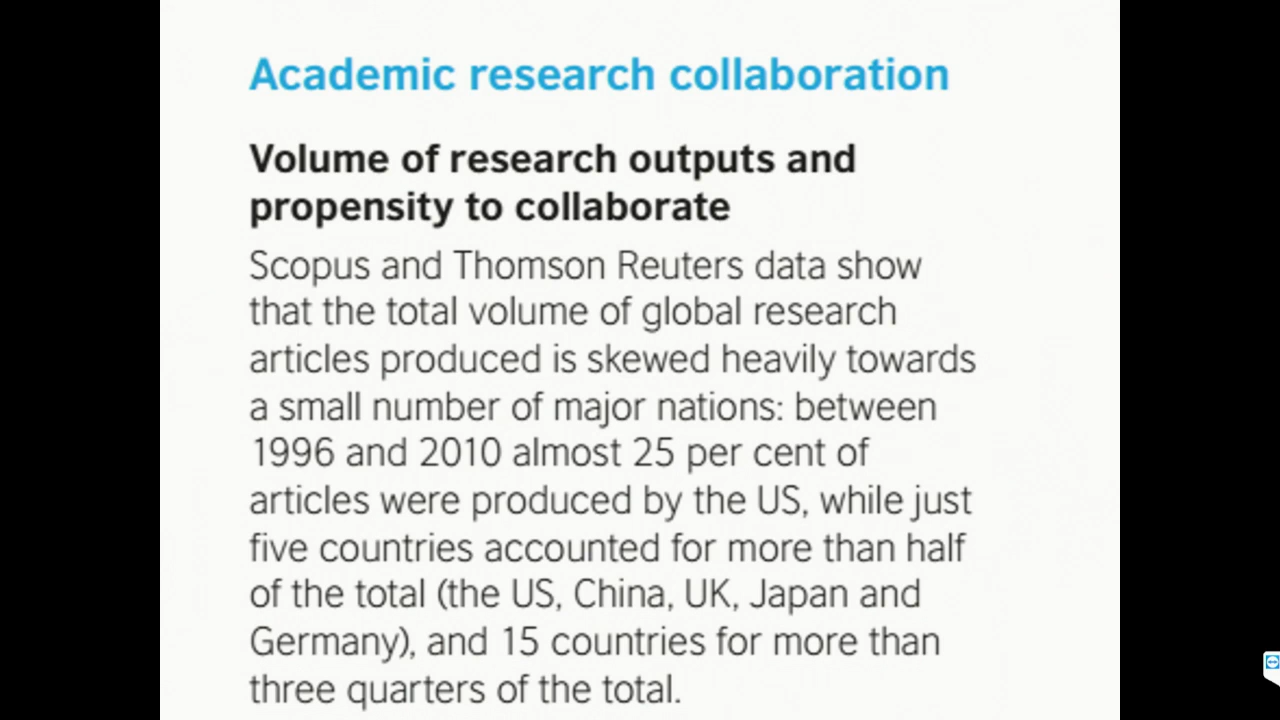 Academic research collaboration
Volume of research outputs and
propensity to collaborate
Scopus and Thomson Reuters data show
that the total volume of global research
articles produced is skewed heavily towards
a small number of major nations: between
1996 and 2010 almost 25 per cent of
articles were produced by the US, while just
five countries accounted for more than half
of the total (the US, China, UK, Japan and
Germany), and 15 countries for more than
three quarters of the total.